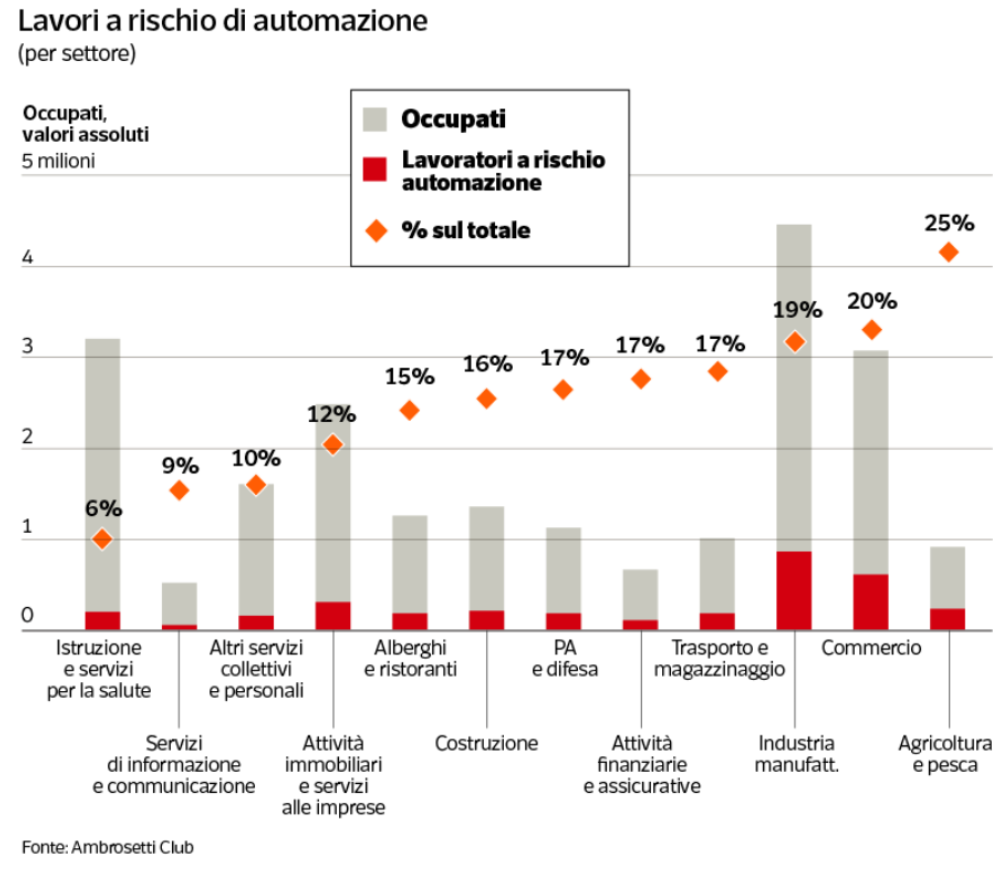 Lavori a rischio di automazione
(per settore)
Occupati,
valori assoluti
5 milioni
Occupati
Lavoratori a rischio
automazione
% sul totale
4
3
2
1
0
6%
9%
10%
12%
15%
16%
17%
17%
17%
19%
20%
25%
Istruzione
e servizi
per la salute
Servizi
di informazione
e communicazione
Altri servizi
collettivi
e personali
Attività
immobiliari
e servizi
alle imprese
Alberghi
e ristoranti
Costruzione
PA
e difesa
Attività
finanziarie
e assicurative
Trasporto e
magazzinaggio
Industria
manufatt.
Commercio
Agricoltura
e pesca
Fonte: Ambrosetti Club